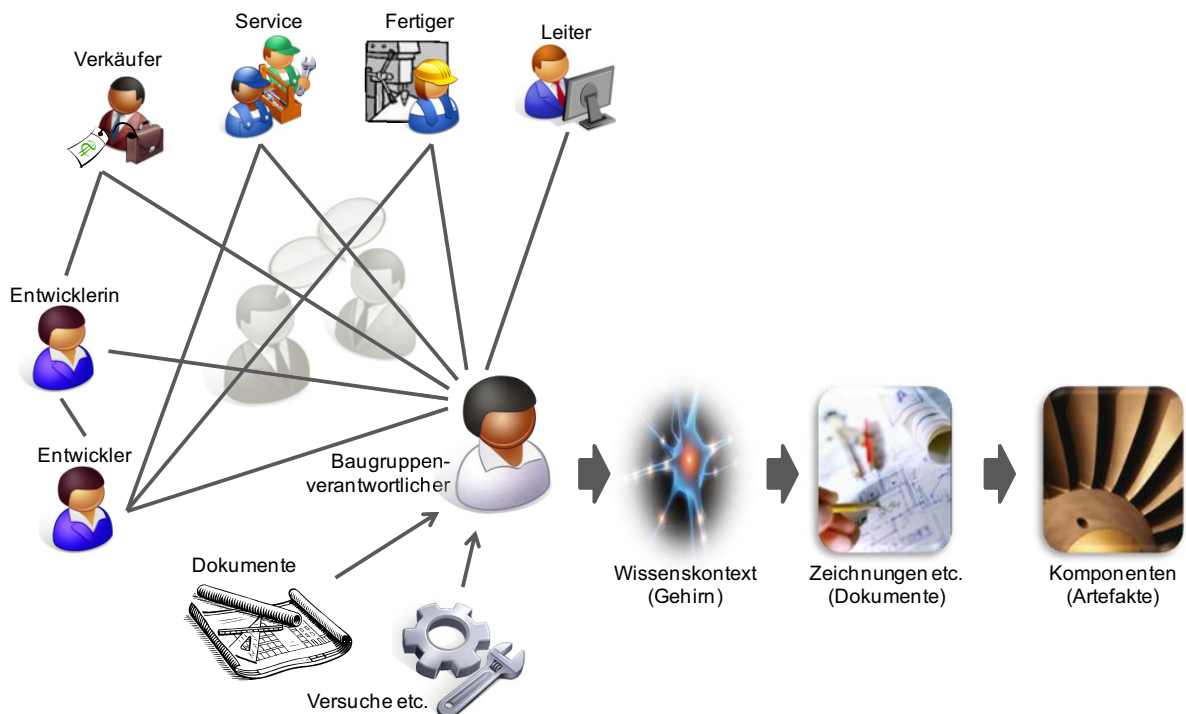 Service
Fertiger
Leiter
Verkäufer
Entwicklerin
Entwickler
Baugruppen-
verantwortlicher
Dokumente
Versuche etc.
Wissenskontext
(Gehirn)
Zeichnungen etc.
(Dokumente)
Komponenten
(Artefakte)